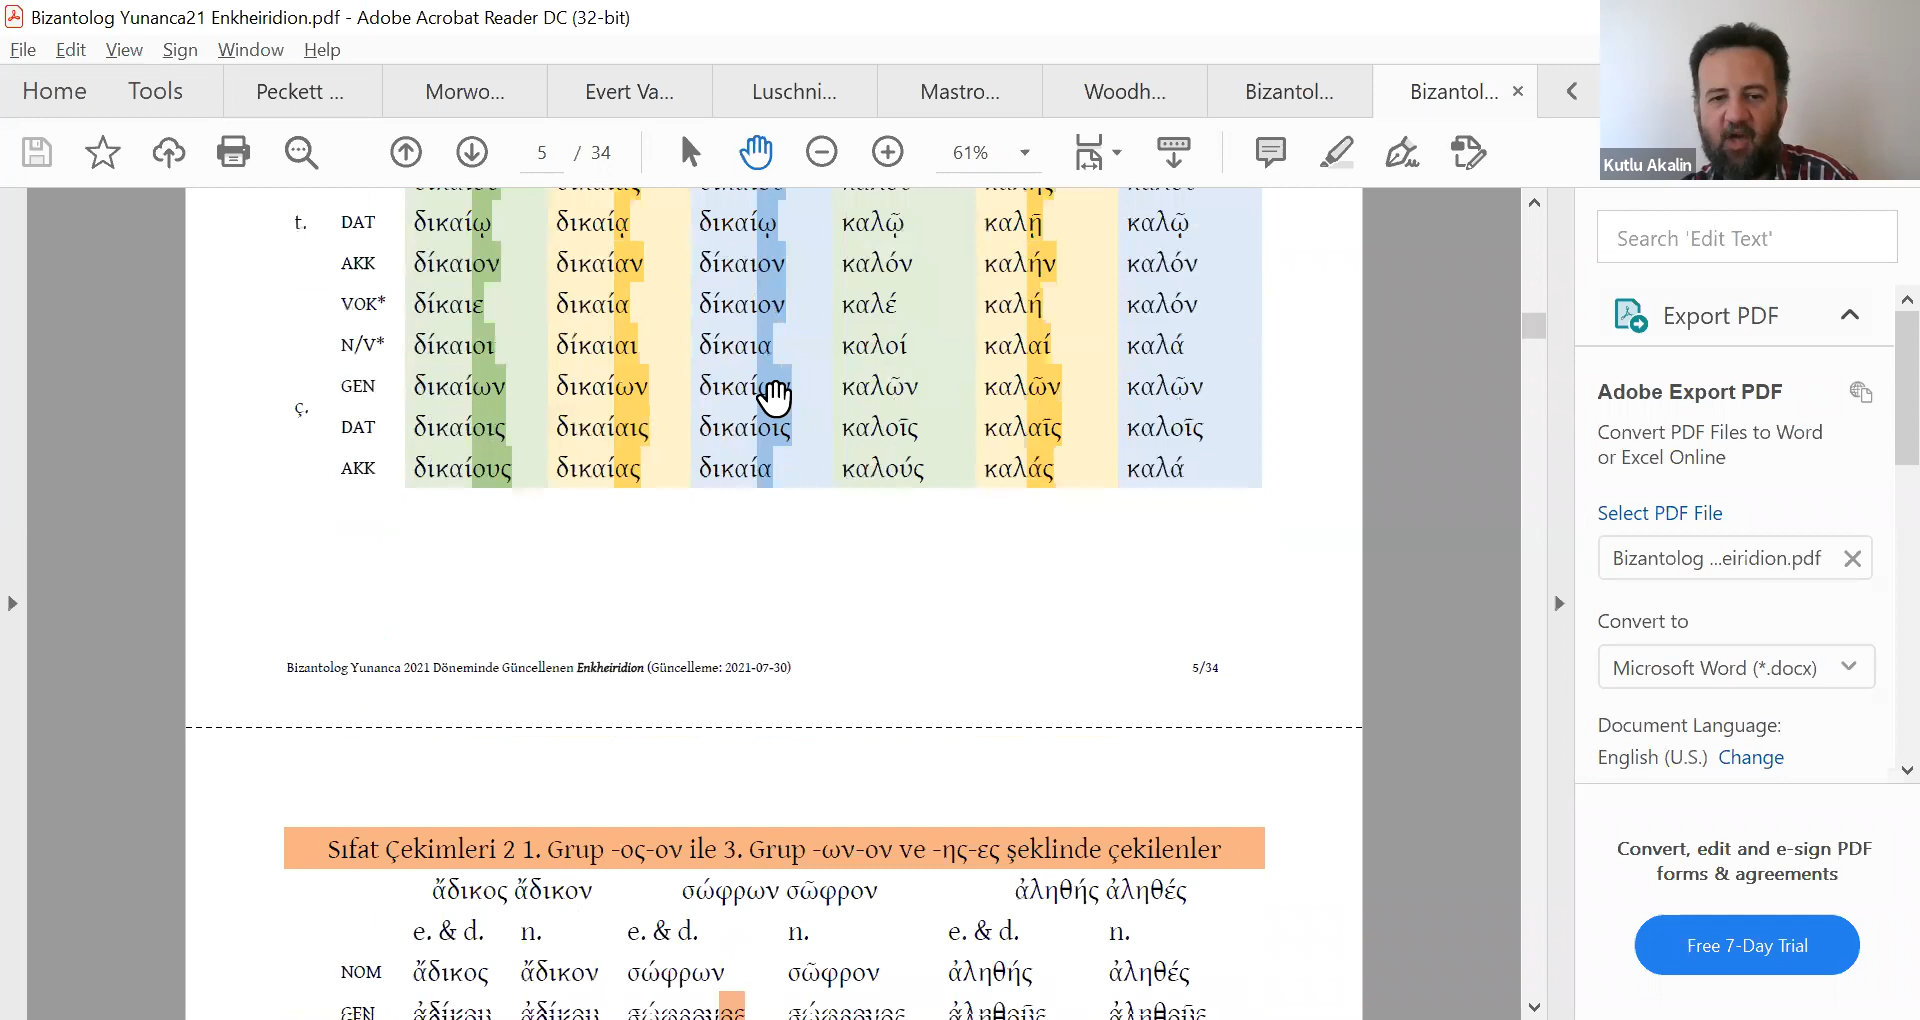 Bizantolog Yunanca21 Enkheiridion.pdf - Adobe Acrobat Reader DC (32-bit)
File Edit View Sign Window Help
Home Tools Peckett ... Morwo... Evert Va... Luschni... Mastro... Woodh... Bizantol... Bizantol... ×
5 / 34 61%
Kutlu Akalin
t. DAT δικαίῳ δικαίᾳ δικαίῳ καλῷ καλῇ καλῷ
AKK δίκαιον δικαίαν δίκαιον καλόν καλήν καλόν
VOK* δίκαιε δικαία δίκαιον καλέ καλή καλόν
N/V* δίκαιοι δίκαιαι δίκαια καλοί καλαί καλά
ç. GEN δικαίων δικαίων καλῶν καλῶν καλῶν
DAT δικαίοις δικαίαις δικαίοις καλοῖς καλαῖς καλοῖς
AKK δικαίους δικαίας δικαία καλούς καλάς καλά
Bizantolog Yunanca 2021 Döneminde Güncellenen Enkheiridion (Güncelleme: 2021-07-30) 5/34
Sıfat Çekimleri 2 1. Grup -ος-ον ile 3. Grup -ων-ον ve -ης-ες şeklinde çekilenler
ἄδικος ἄδικον σώφρων σῶφρον ἀληθής ἀληθές
e. & d. n. e. & d. n. e. & d. n.
NOM ἄδικος ἄδικον σώφρων σῶφρον ἀληθής ἀληθές
GEN
Search 'Edit Text'
Export PDF
Adobe Export PDF
Convert PDF Files to Word
or Excel Online
Select PDF File
Bizantolog ...eiridion.pdf
Convert to
Microsoft Word (*.docx)
Document Language:
English (U.S.) Change
Convert, edit and e-sign PDF
forms & agreements
Free 7-Day Trial